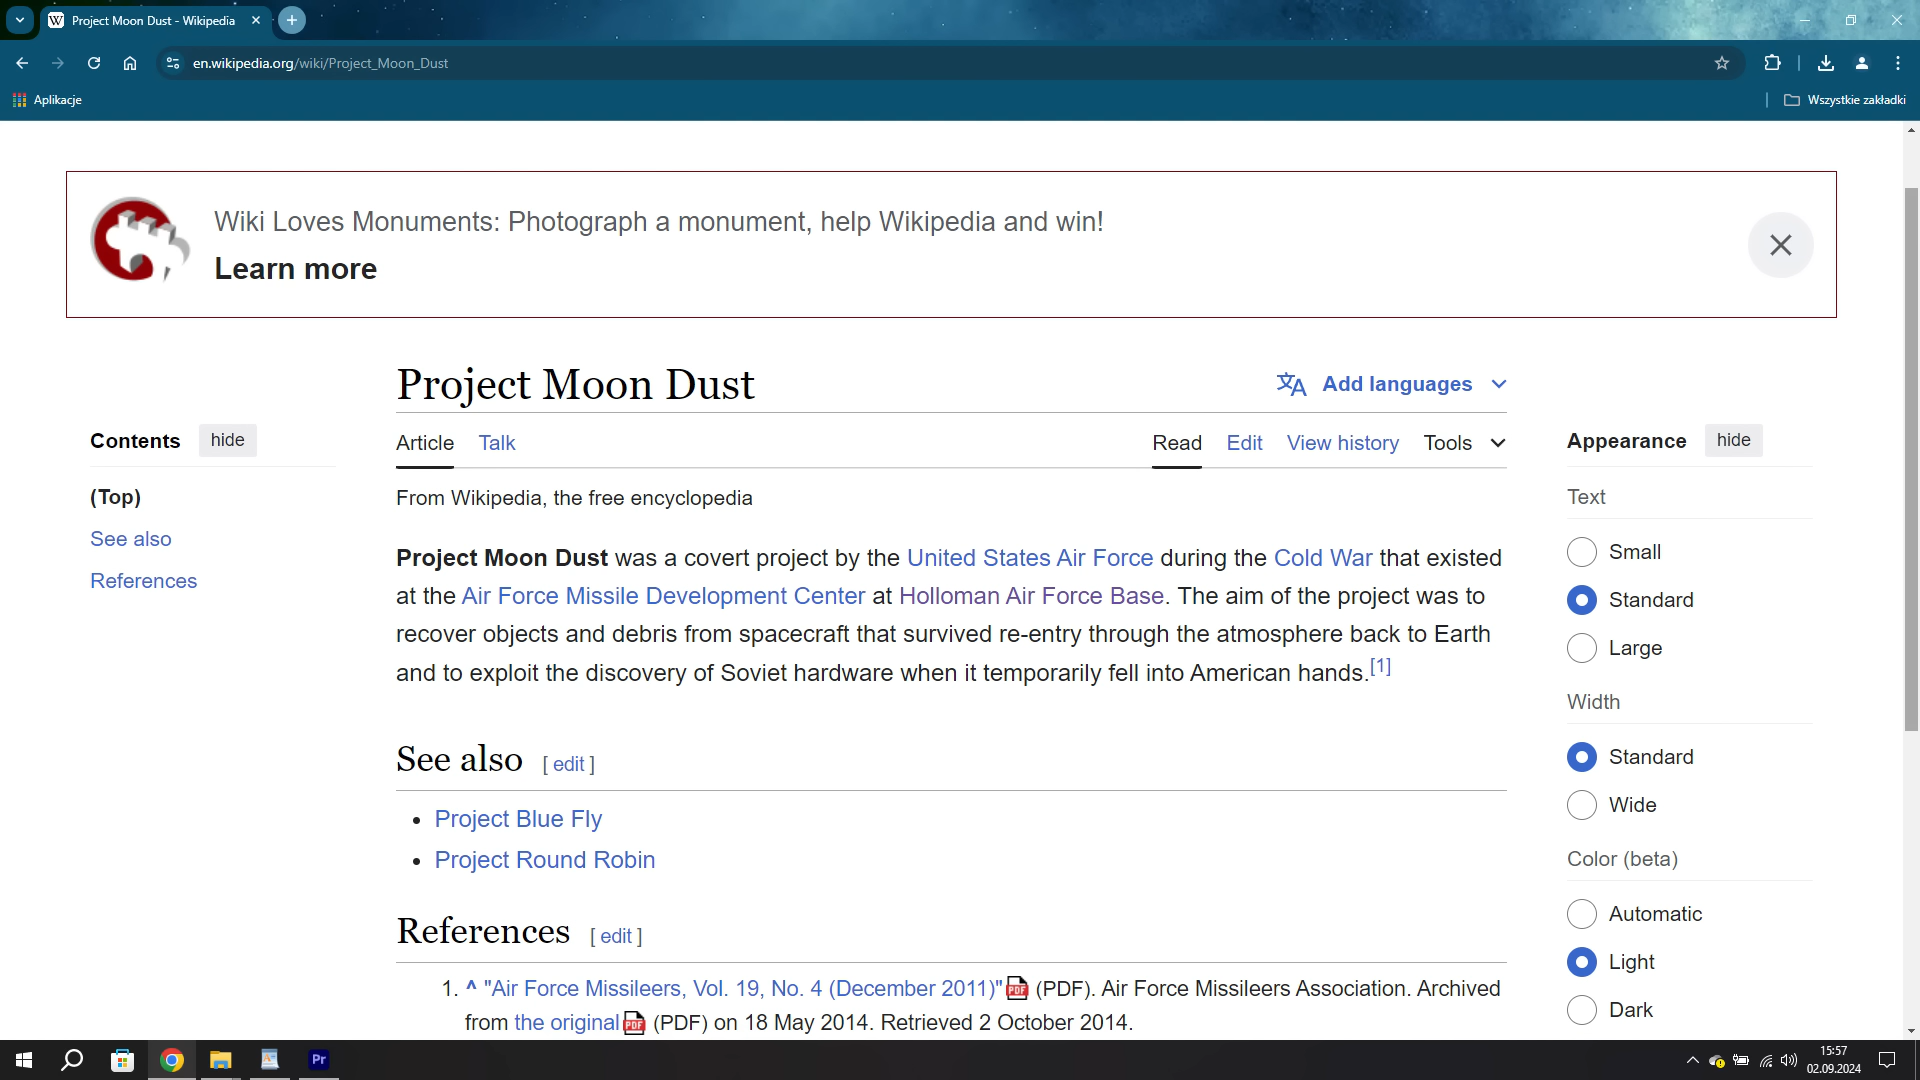 Project Moon Dust - Wikipedia
en.wikipedia.org/wiki/Project_Moon_Dust
Aplikacje
Wszystkie zakładki
Wiki Loves Monuments: Photograph a monument, help Wikipedia and win!
Learn more
Project Moon Dust
Add languages
Contents hide
Article Talk
Read Edit View history Tools
Appearance hide
(Top)
See also
References
From Wikipedia, the free encyclopedia
Project Moon Dust was a covert project by the United States Air Force during the Cold War that existed
at the Air Force Missile Development Center at Holloman Air Force Base. The aim of the project was to
recover objects and debris from spacecraft that survived re-entry through the atmosphere back to Earth
and to exploit the discovery of Soviet hardware when it temporarily fell into American hands.[1]
See also [ edit ]
• Project Blue Fly
• Project Round Robin
References [ edit ]
1. ^ "Air Force Missileers, Vol. 19, No. 4 (December 2011)" PDF (PDF). Air Force Missileers Association. Archived
from the original PDF (PDF) on 18 May 2014. Retrieved 2 October 2014.
Text
Small
Standard
Large
Width
Standard
Wide
Color (beta)
Automatic
Light
Dark
Pr
15:57
02.09.2024